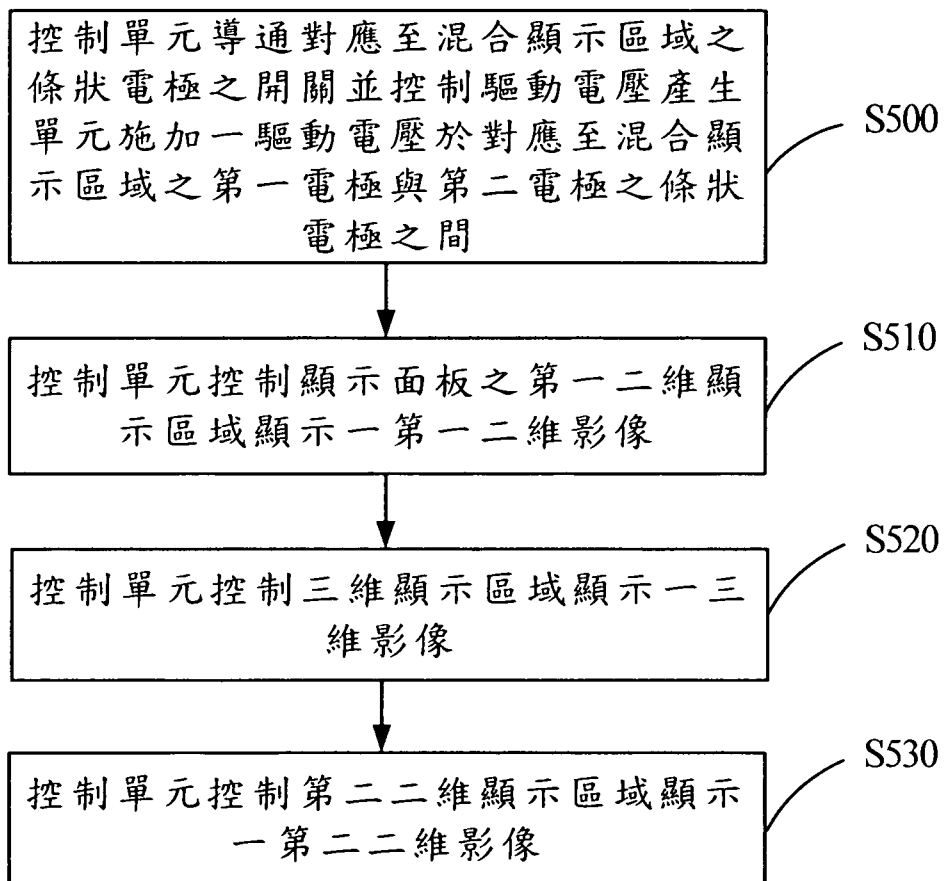 控制單元導通對應至混合顯示區域之
條狀電極之開關並控制驅動電壓產生
單元施加一驅動電壓於對應至混合顯
示區域之第一電極與第二電極之條狀
電極之間
S500
控制單元控制顯示面板之第一二維顯
示區域顯示一第一二維影像
S510
控制單元控制三維顯示區域顯示一三
維影像
S520
控制單元控制第二二維顯示區域顯示
一第二二維影像
S530